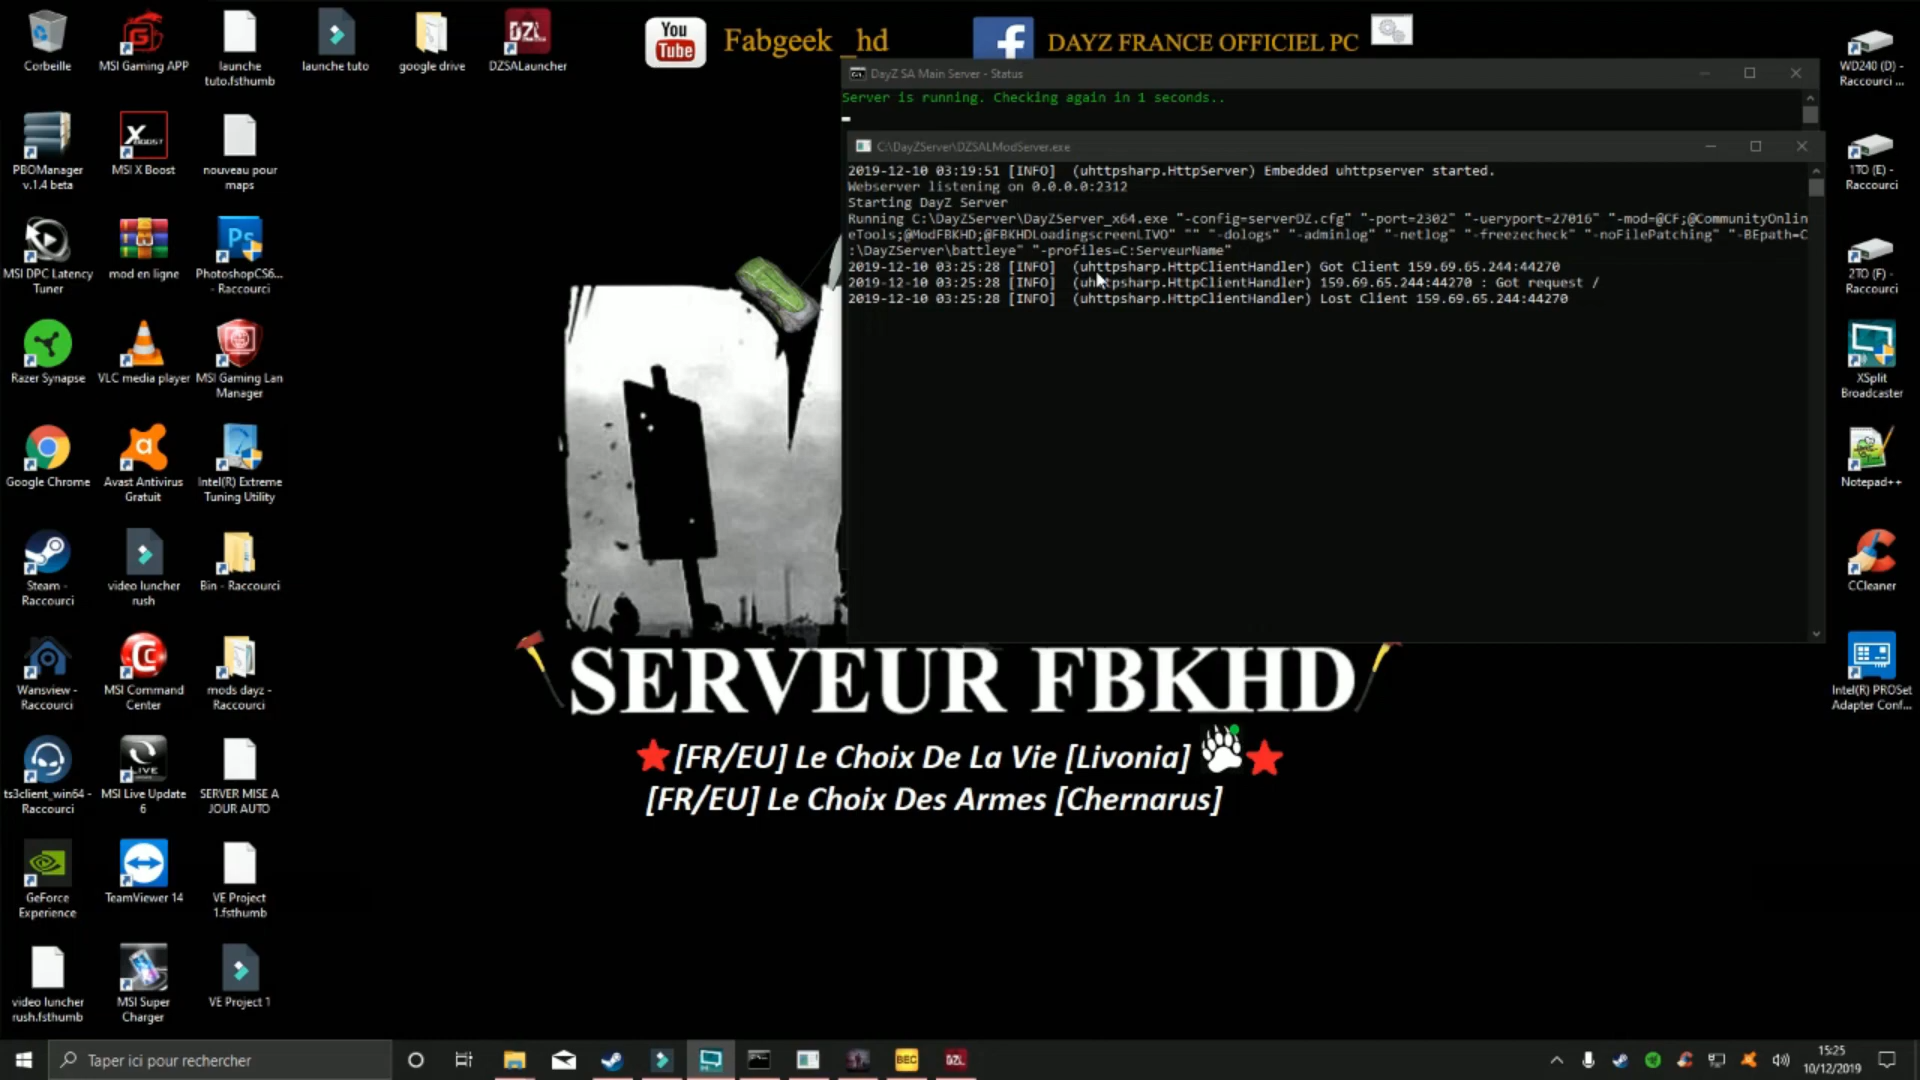 Corbeille
MSI Gaming APP
launche
tuto.fsthumb
launche tuto
google drive
DZL
DZSALauncher
You
Tube
Fabgeek _hd
DAYZ FRANCE OFFICIEL PC
WD240 (D) -
Raccourci ...
DayZ SA Main Server - Status
Server is running. Checking again in 1 seconds..
C:\DayZServer\DZSALModServer.exe
2019-12-10 03:19:51 [INFO]  (uhttpsharp.HttpServer) Embedded uhttpserver started.
Webserver listening on 0.0.0.0:2312
Starting DayZ Server
Running C:\DayZServer\DayZServer_x64.exe "-config=serverDZ.cfg" "-port=2302" "-ueryport=27016" "-mod=@CF;@CommunityOnlin
eTools;@ModFBKHD;@FBKHDLoadingscreenLIVO" "" "-dologs" "-adminlog" "-netlog" "-freezecheck" "-noFilePatching" "-BEpath=C
:\DayZServer\battleye" "-profiles=C:ServeurName"
2019-12-10 03:25:28 [INFO]  (uhttpsharp.HttpClientHandler) Got Client 159.69.65.244:44270
2019-12-10 03:25:28 [INFO]  (uhttpsharp.HttpClientHandler) 159.69.65.244:44270 : Got request /
2019-12-10 03:25:28 [INFO]  (uhttpsharp.HttpClientHandler) Lost Client 159.69.65.244:44270
PBOManager
v.1.4 beta
X
BOOST
MSI X Boost
nouveau pour
maps
1TO (E) -
Raccourci
MSI DPC Latency
Tuner
mod en ligne
Ps
PhotoshopCS6...
- Raccourci
2TO (F) -
Raccourci
Razer Synapse
VLC media player
MSI Gaming Lan
Manager
XSplit
Broadcaster
Google Chrome
Avast Antivirus
Gratuit
Intel(R) Extreme
Tuning Utility
Notepad++
Steam -
Raccourci
video luncher
rush
Bin - Raccourci
CCleaner
Wansview -
Raccourci
MSI Command
Center
mods dayz -
Raccourci
Intel(R) PROSet
Adapter Conf...
SERVEUR FBKHD
[FR/EU] Le Choix De La Vie [Livonia]
[FR/EU] Le Choix Des Armes [Chernarus]
ts3client_win64 -
Raccourci
LIVE
MSI Live Update
6
SERVER MISE A
JOUR AUTO
GeForce
Experience
TeamViewer 14
VE Project
1.fsthumb
video luncher
rush.fsthumb
MSI Super
Charger
VE Project 1
Taper ici pour rechercher
BEC
DZL
15:25
10/12/2019